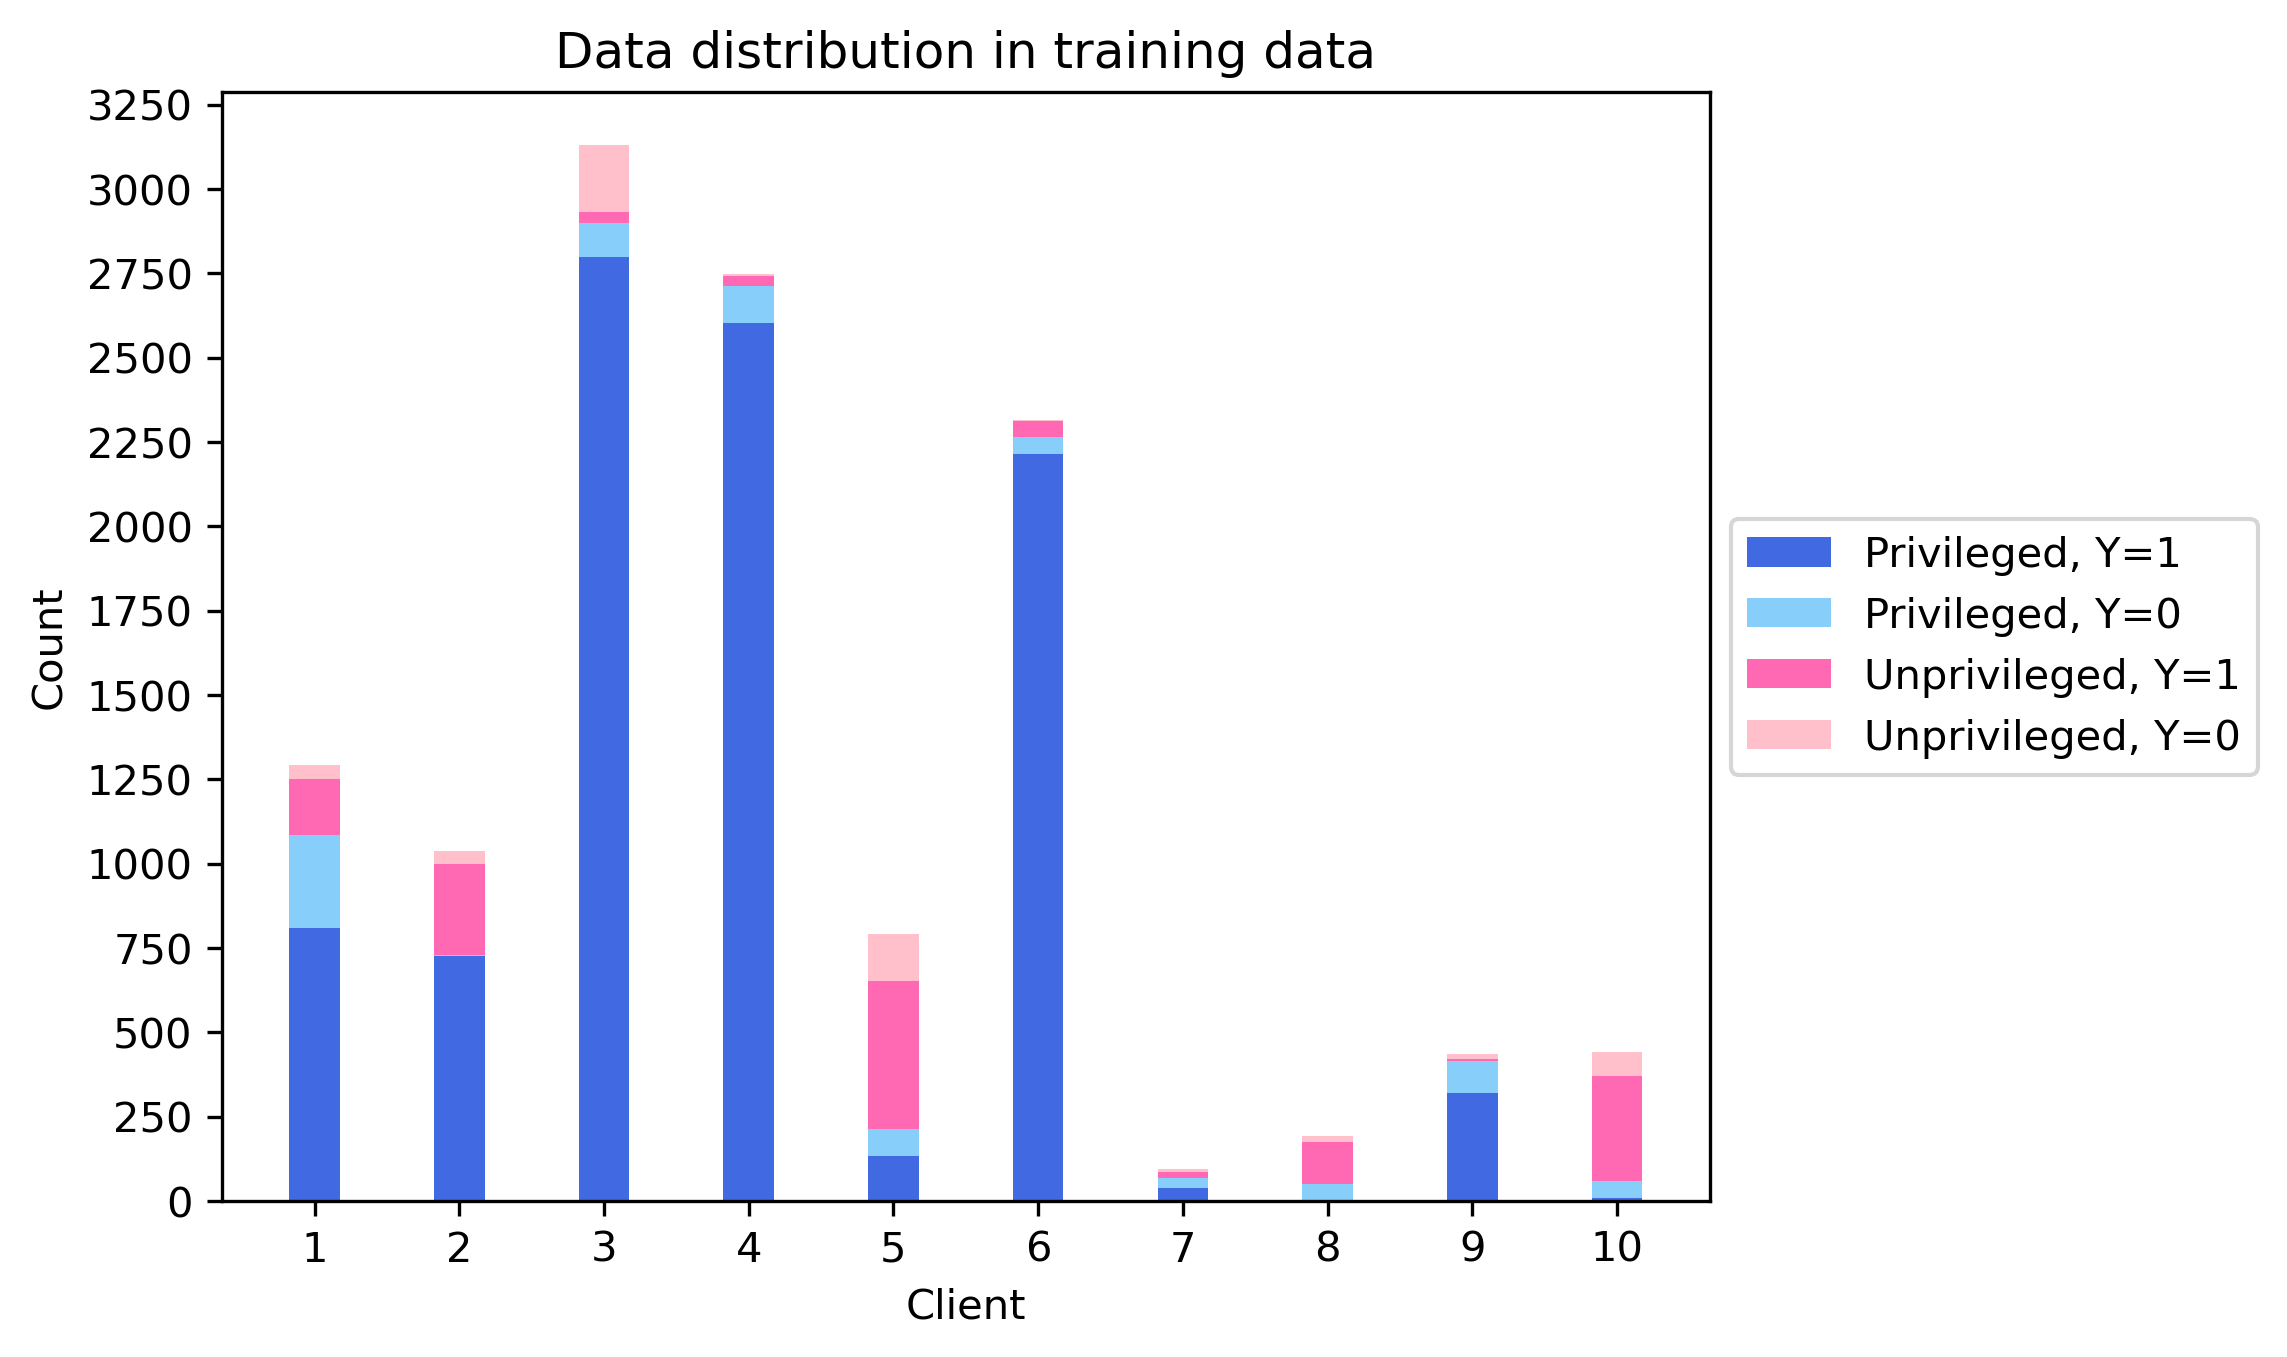 Data distribution in training data
3250
3000
2750
2500
2250
2000
1750
1500
1250
1000
750
500
250
0
Count
1 2 3 4 5 6 7 8 9 10
Client
Privileged, Y=1
Privileged, Y=0
Unprivileged, Y=1
Unprivileged, Y=0